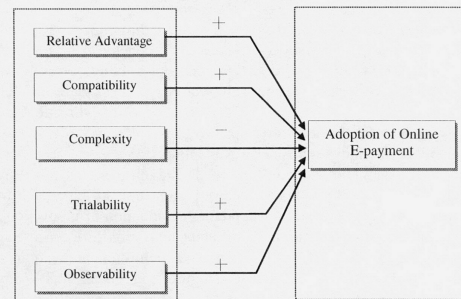 +
Relative Advantage
+
Compatibility
−
Complexity
Adoption of Online
E-payment
+
Trialability
+
Observability